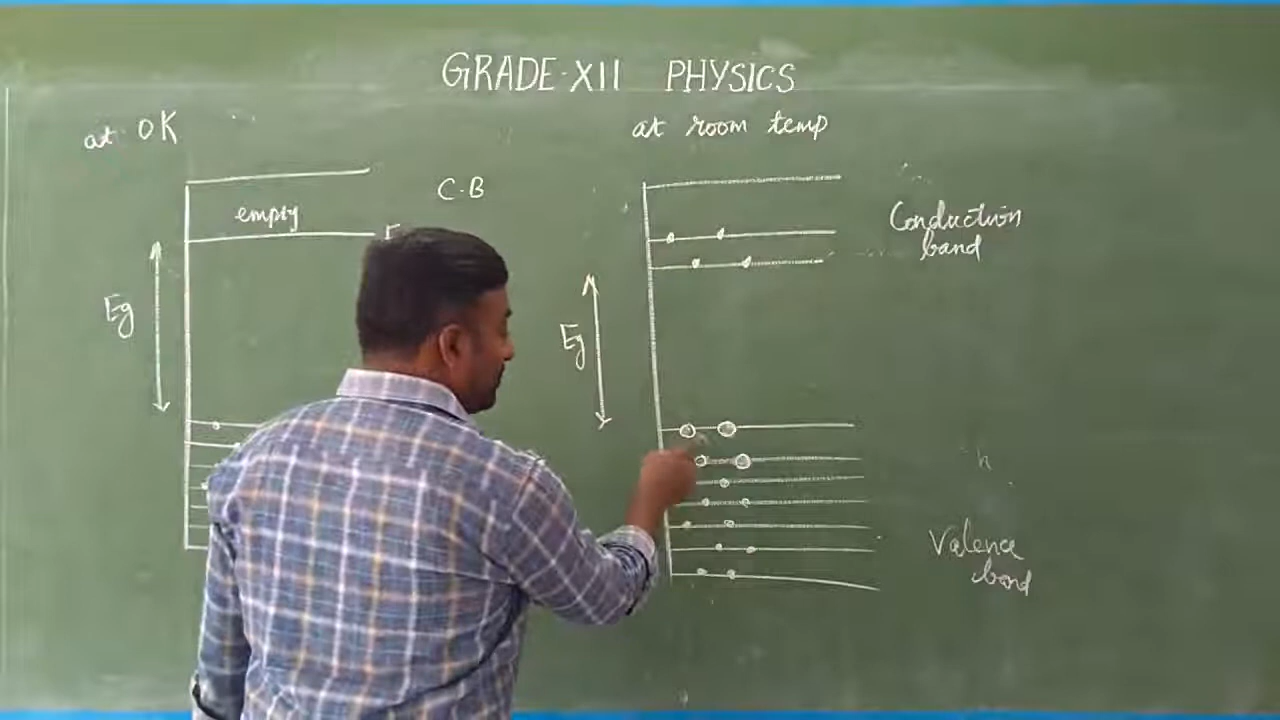 GRADE-XII PHYSICS
at 0K
at room temp
C·B
empty
Conduction
band
Eg
Eg
h
Valence
band